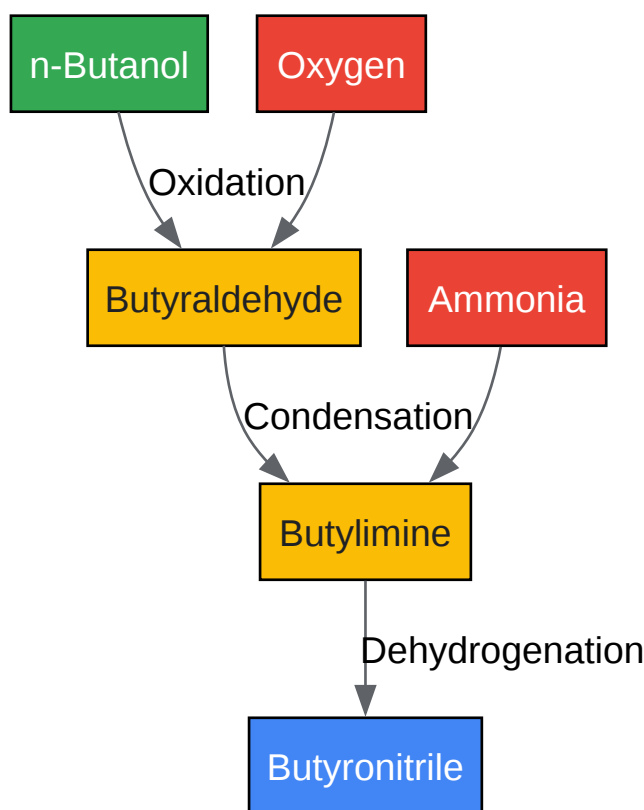 n-Butanol
Oxygen
Oxidation
Butyraldehyde
Ammonia
Condensation
Butylimine
Dehydrogenation
Butyronitrile